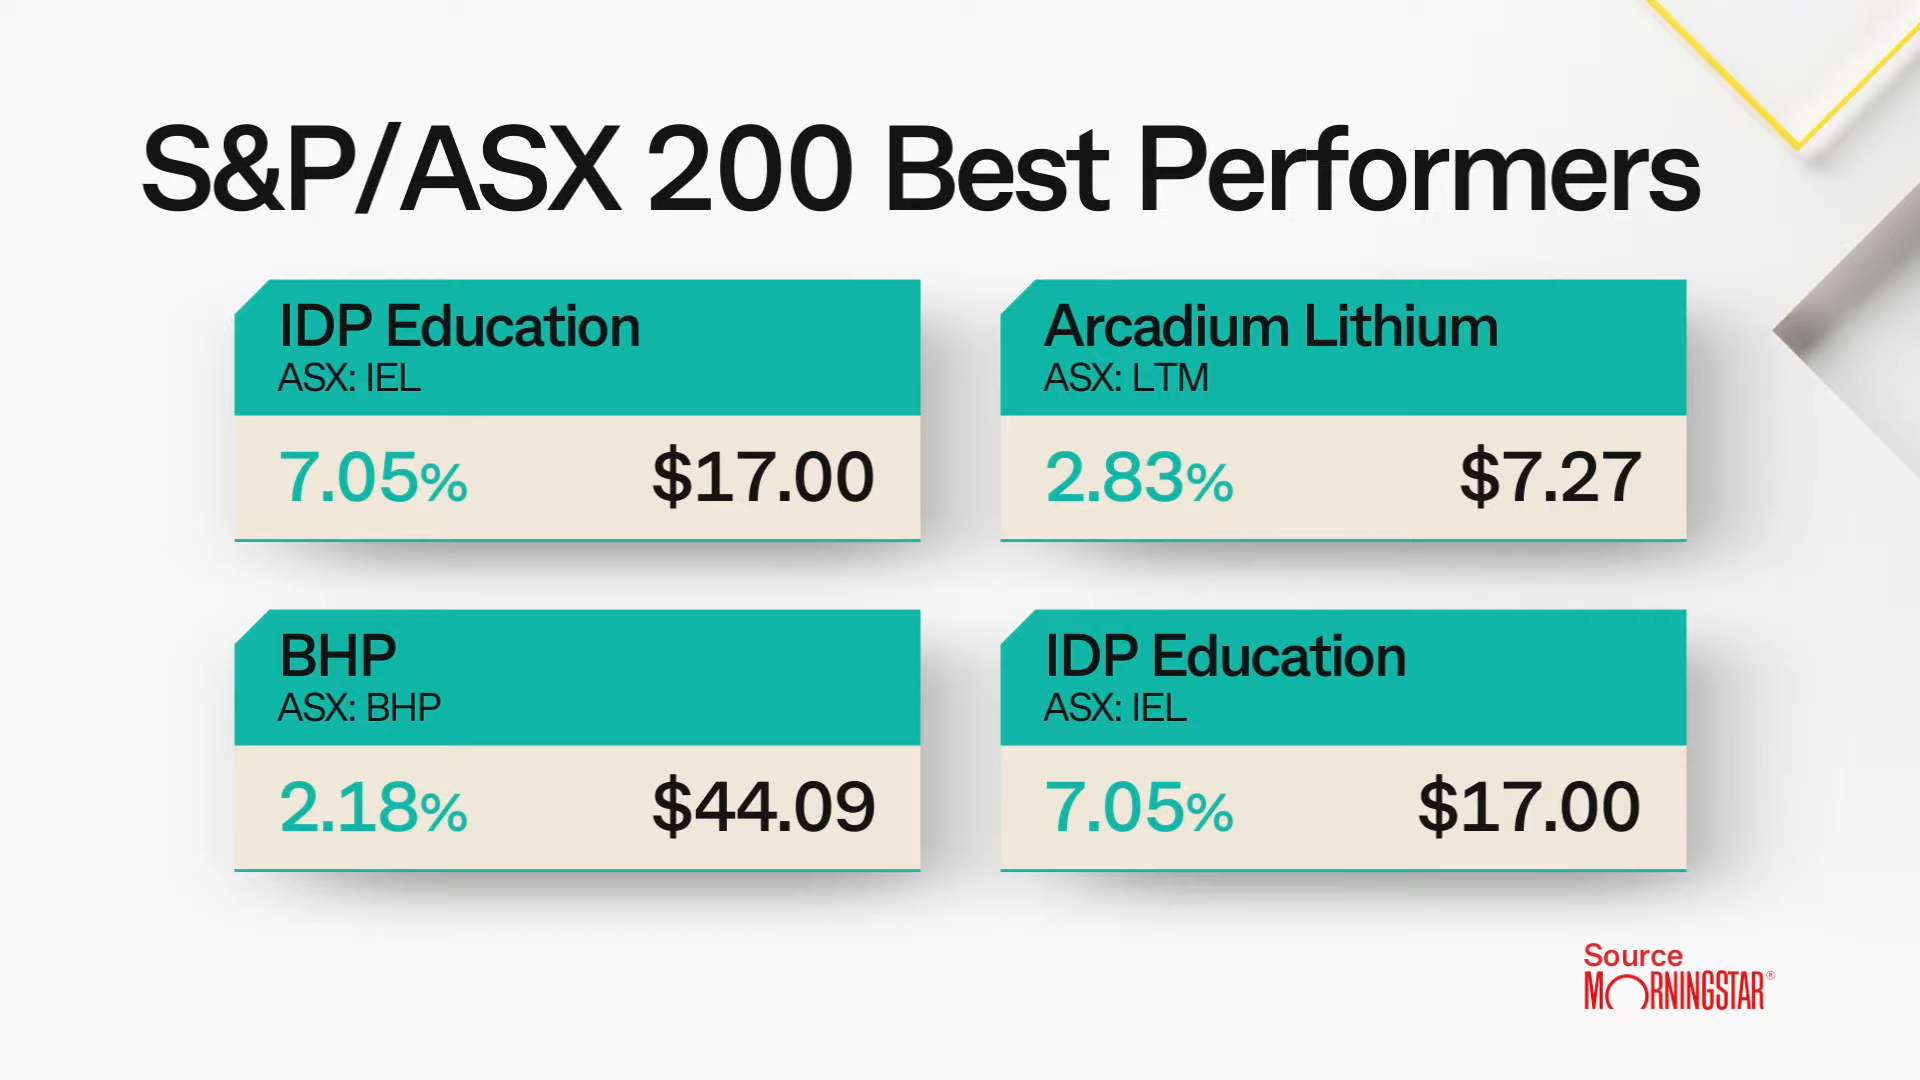 S&P/ASX 200 Best Performers
IDP Education
ASX: IEL
7.05% $17.00
Arcadium Lithium
ASX: LTM
2.83% $7.27
BHP
ASX: BHP
2.18% $44.09
IDP Education
ASX: IEL
7.05% $17.00
Source
MORNINGSTAR®